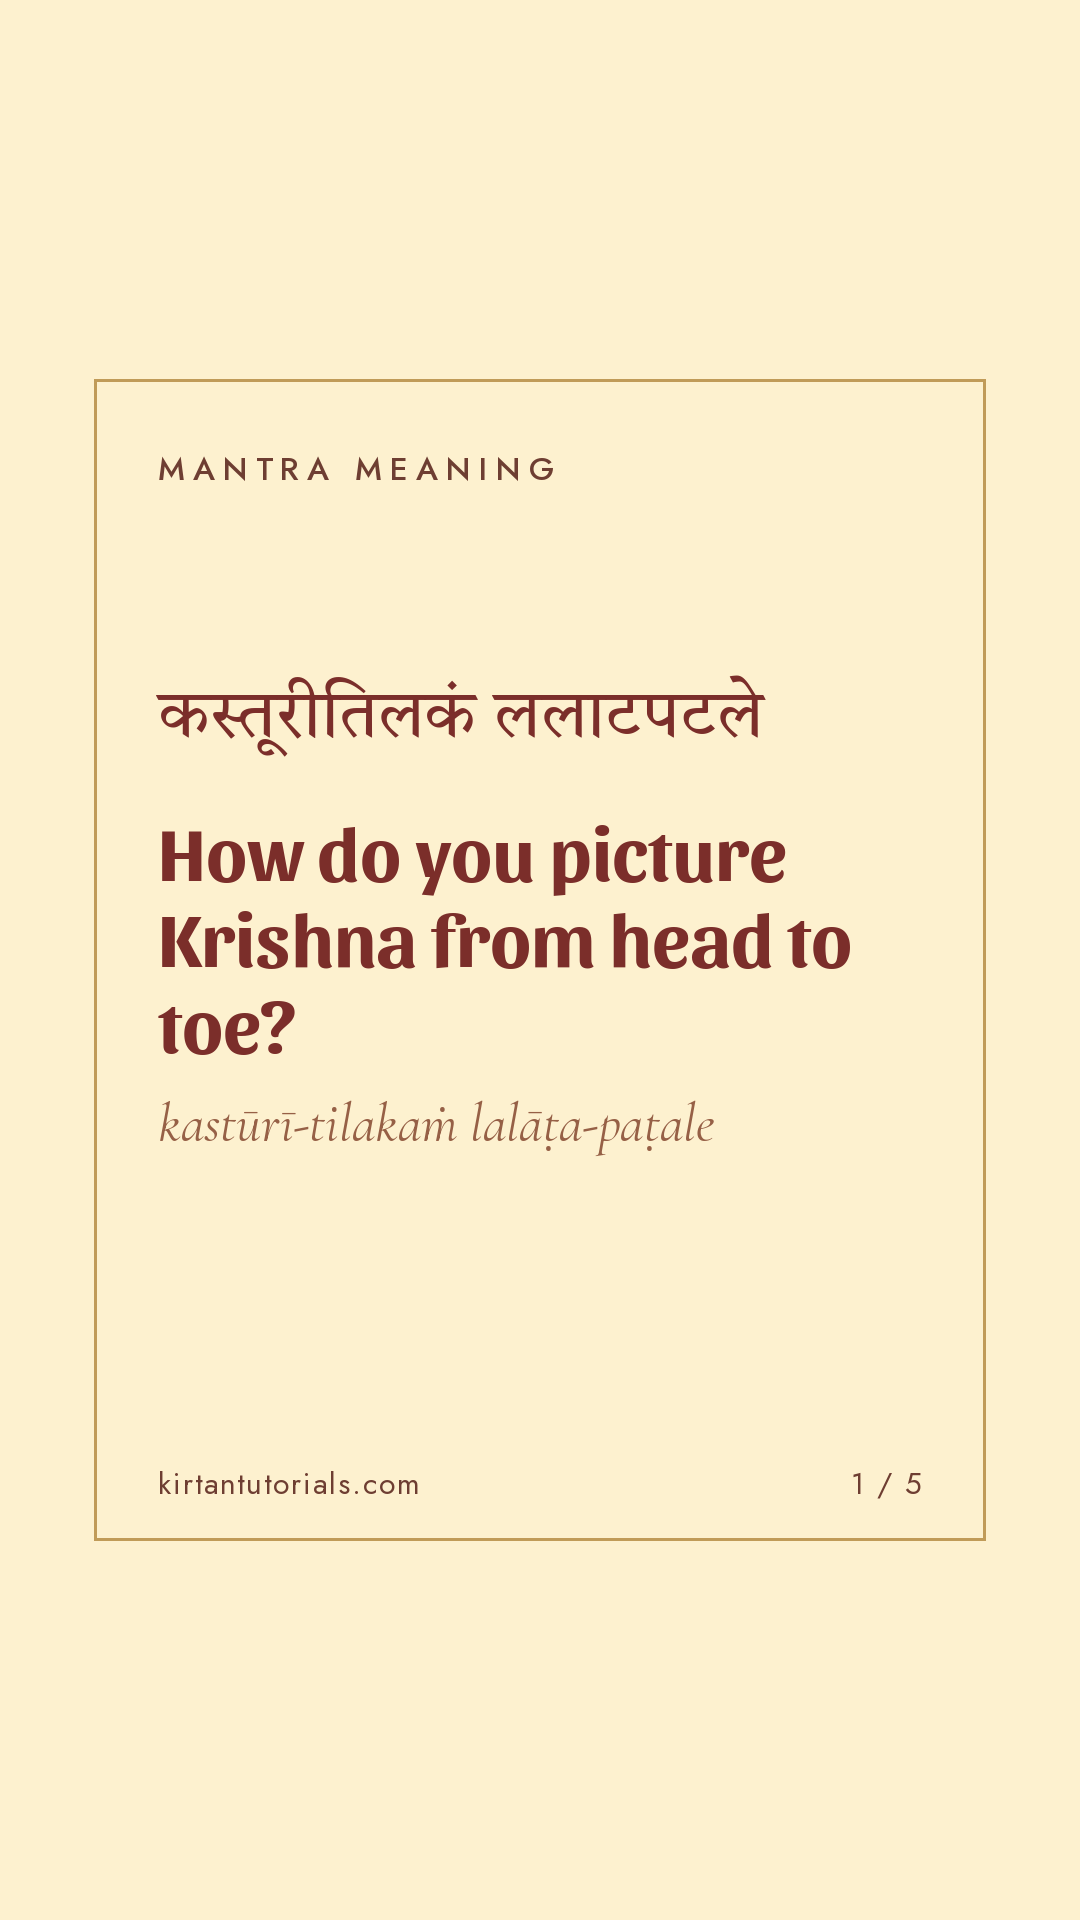 MANTRA MEANING
कस्तूरीतिलकं ललाटपटले
How do you picture
Krishna from head to
toe?
kastūrī-tilakaṁ lalāṭa-paṭale
kirtantutorials.com
1 / 5